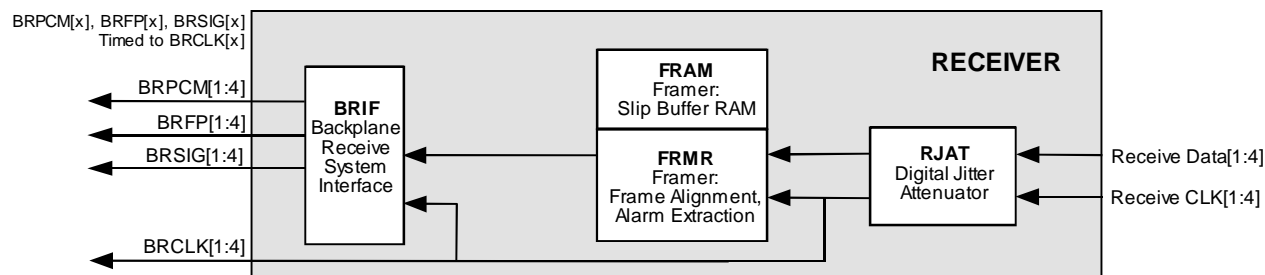 BRPCM[x], BRFP[x], BRSIG[x]
Timed to BRCLK[x]
RECEIVER
BRPCM[1:4]
BRFP[1:4]
BRSIG[1:4]
BRCLK[1:4]
BRIF
Backplane
Receive
System
Interface
FRAM
Framer:
Slip Buffer RAM
FRMR
Framer:
Frame Alignment,
Alarm Extraction
RJAT
Digital Jitter
Attenuator
Receive Data[1:4]
Receive CLK[1:4]